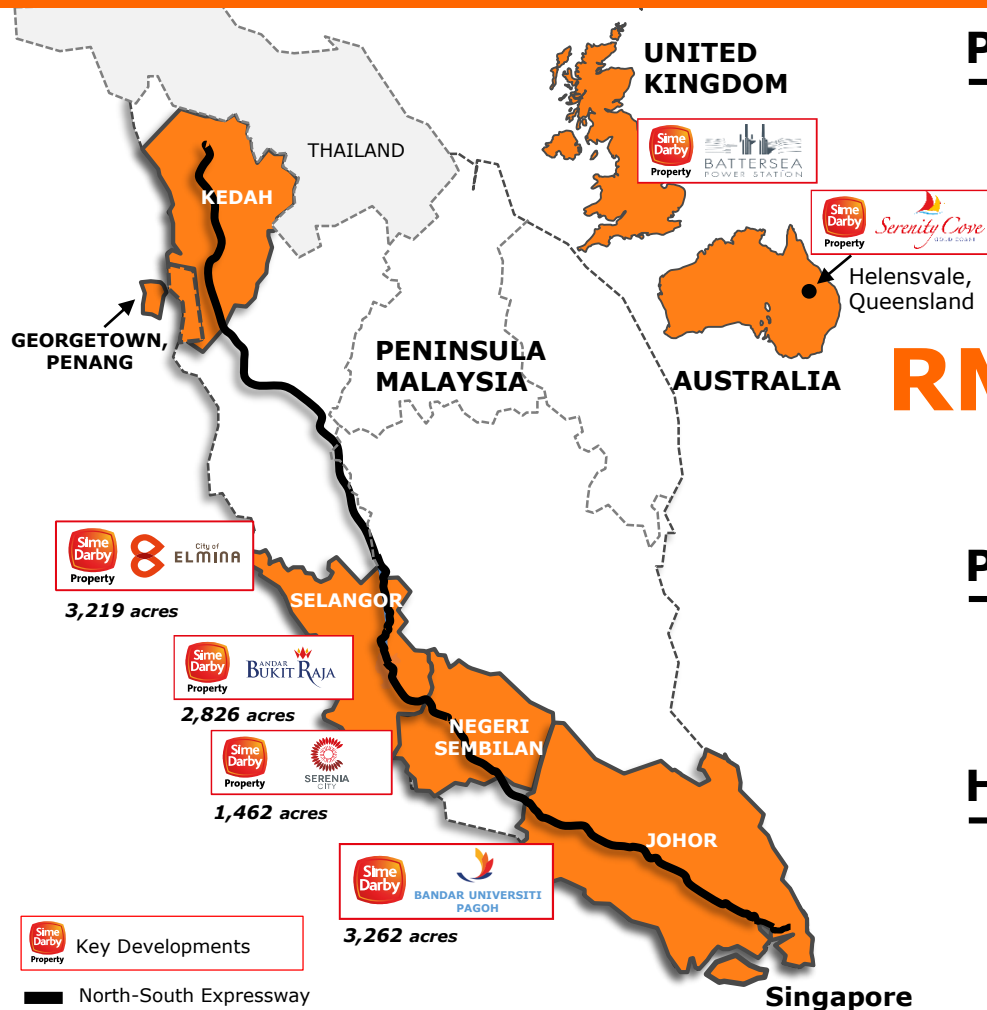 UNITED
KINGDOM
P
Sime
Darby
Property
BATTERSEA
POWER STATION
THAILAND
KEDAH
Sime
Darby
Property
Serenity Cove
GOLD COAST
Helensvale,
Queensland
GEORGETOWN,
PENANG
PENINSULA
MALAYSIA
AUSTRALIA
RM
Sime
Darby
Property
City of
ELMINA
3,219 acres
P
SELANGOR
Sime
Darby
Property
BANDAR
BUKIT RAJA
2,826 acres
NEGERI
SEMBILAN
Sime
Darby
Property
SERENIA
CITY
1,462 acres
H
JOHOR
Sime
Darby
Property
BANDAR UNIVERSITI
PAGOH
3,262 acres
Sime
Darby
Property
Key Developments
North-South Expressway
Singapore